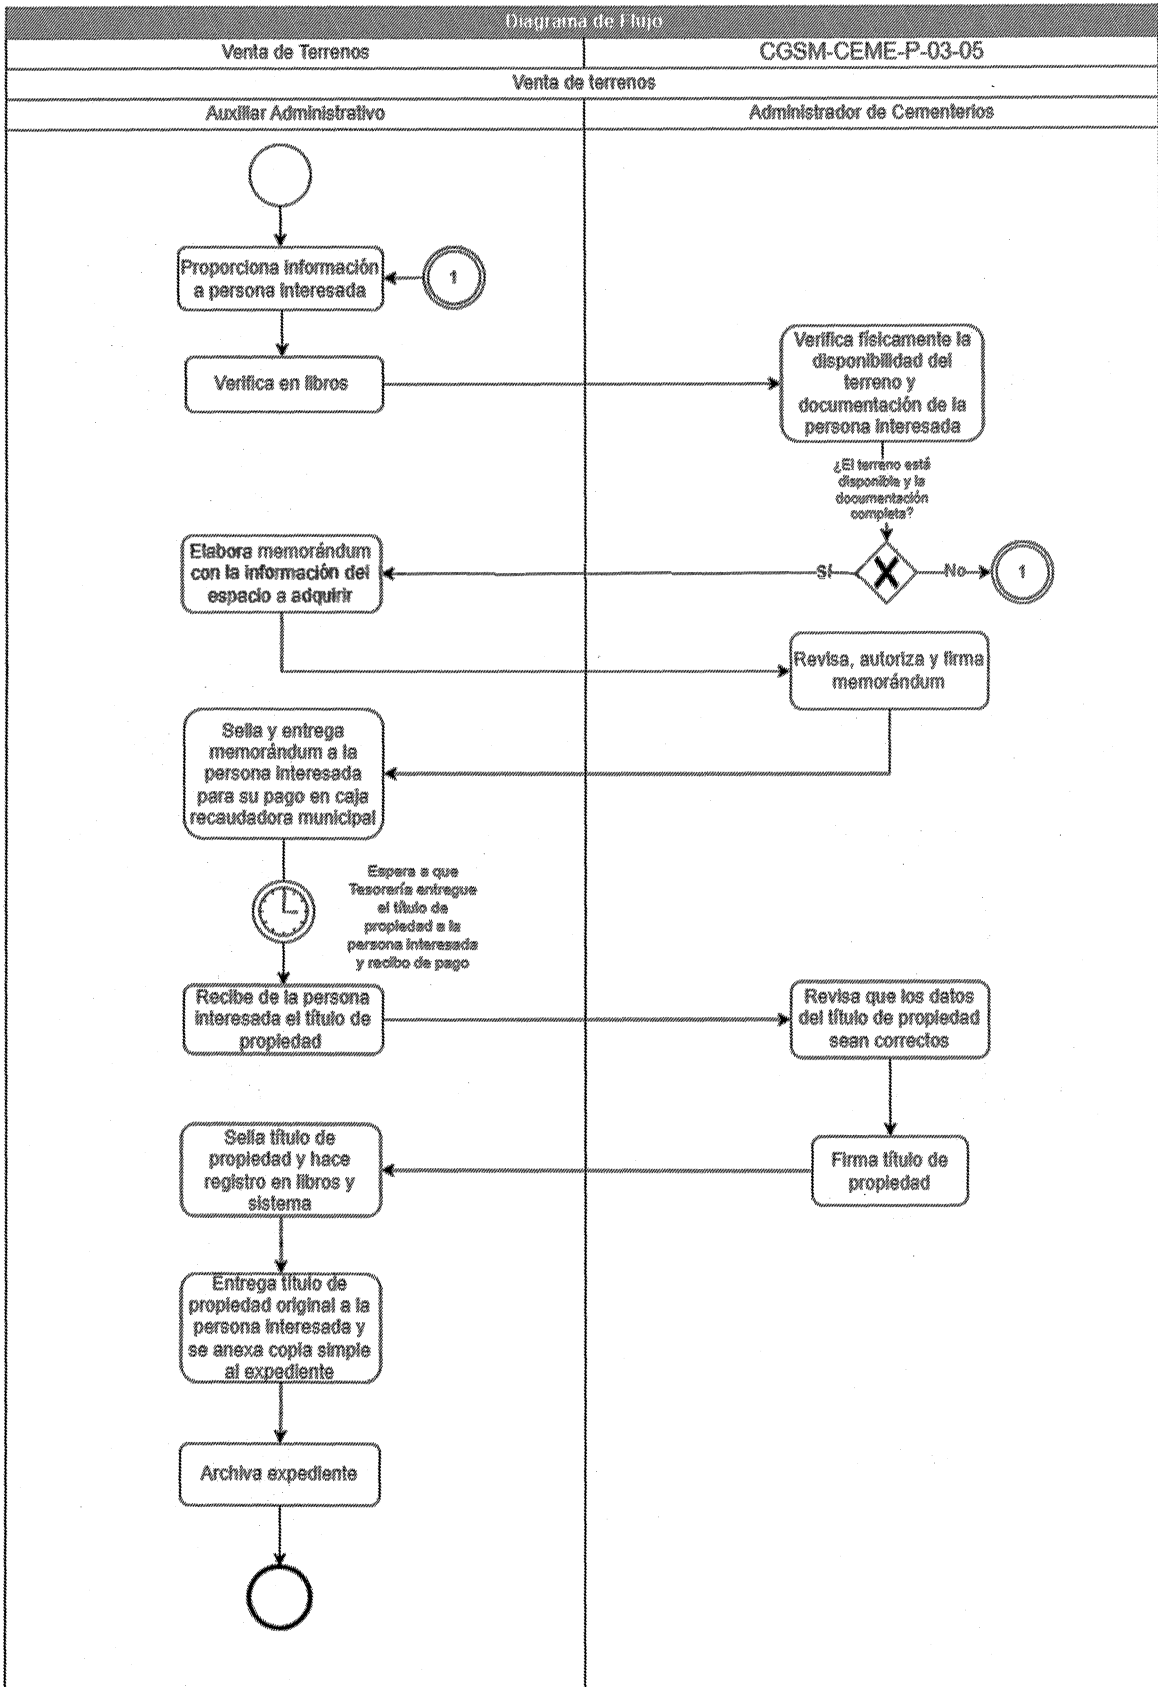 Diagrama de Flujo
Venta de Terrenos
CGSM-CEME-P-03-05
Venta de terrenos
Auxiliar Administrativo
Administrador de Cementerios
Proporciona información
a persona interesada
1
Verifica en libros
Verifica físicamente la
disponibilidad del
terreno y
documentación de la
persona interesada
¿El terreno está
disponible y la
documentación
completa?
Elabora memorándum
con la información del
espacio a adquirir
Sí
No
1
Revisa, autoriza y firma
memorándum
Sella y entrega
memorándum a la
persona interesada
para su pago en caja
recaudadora municipal
Espera a que
Tesorería entregue
el título de
propiedad a la
persona interesada
y recibo de pago
Recibe de la persona
interesada el título de
propiedad
Revisa que los datos
del título de propiedad
sean correctos
Firma título de
propiedad
Sella título de
propiedad y hace
registro en libros y
sistema
Entrega título de
propiedad original a la
persona interesada y
se anexa copia simple
al expediente
Archiva expediente